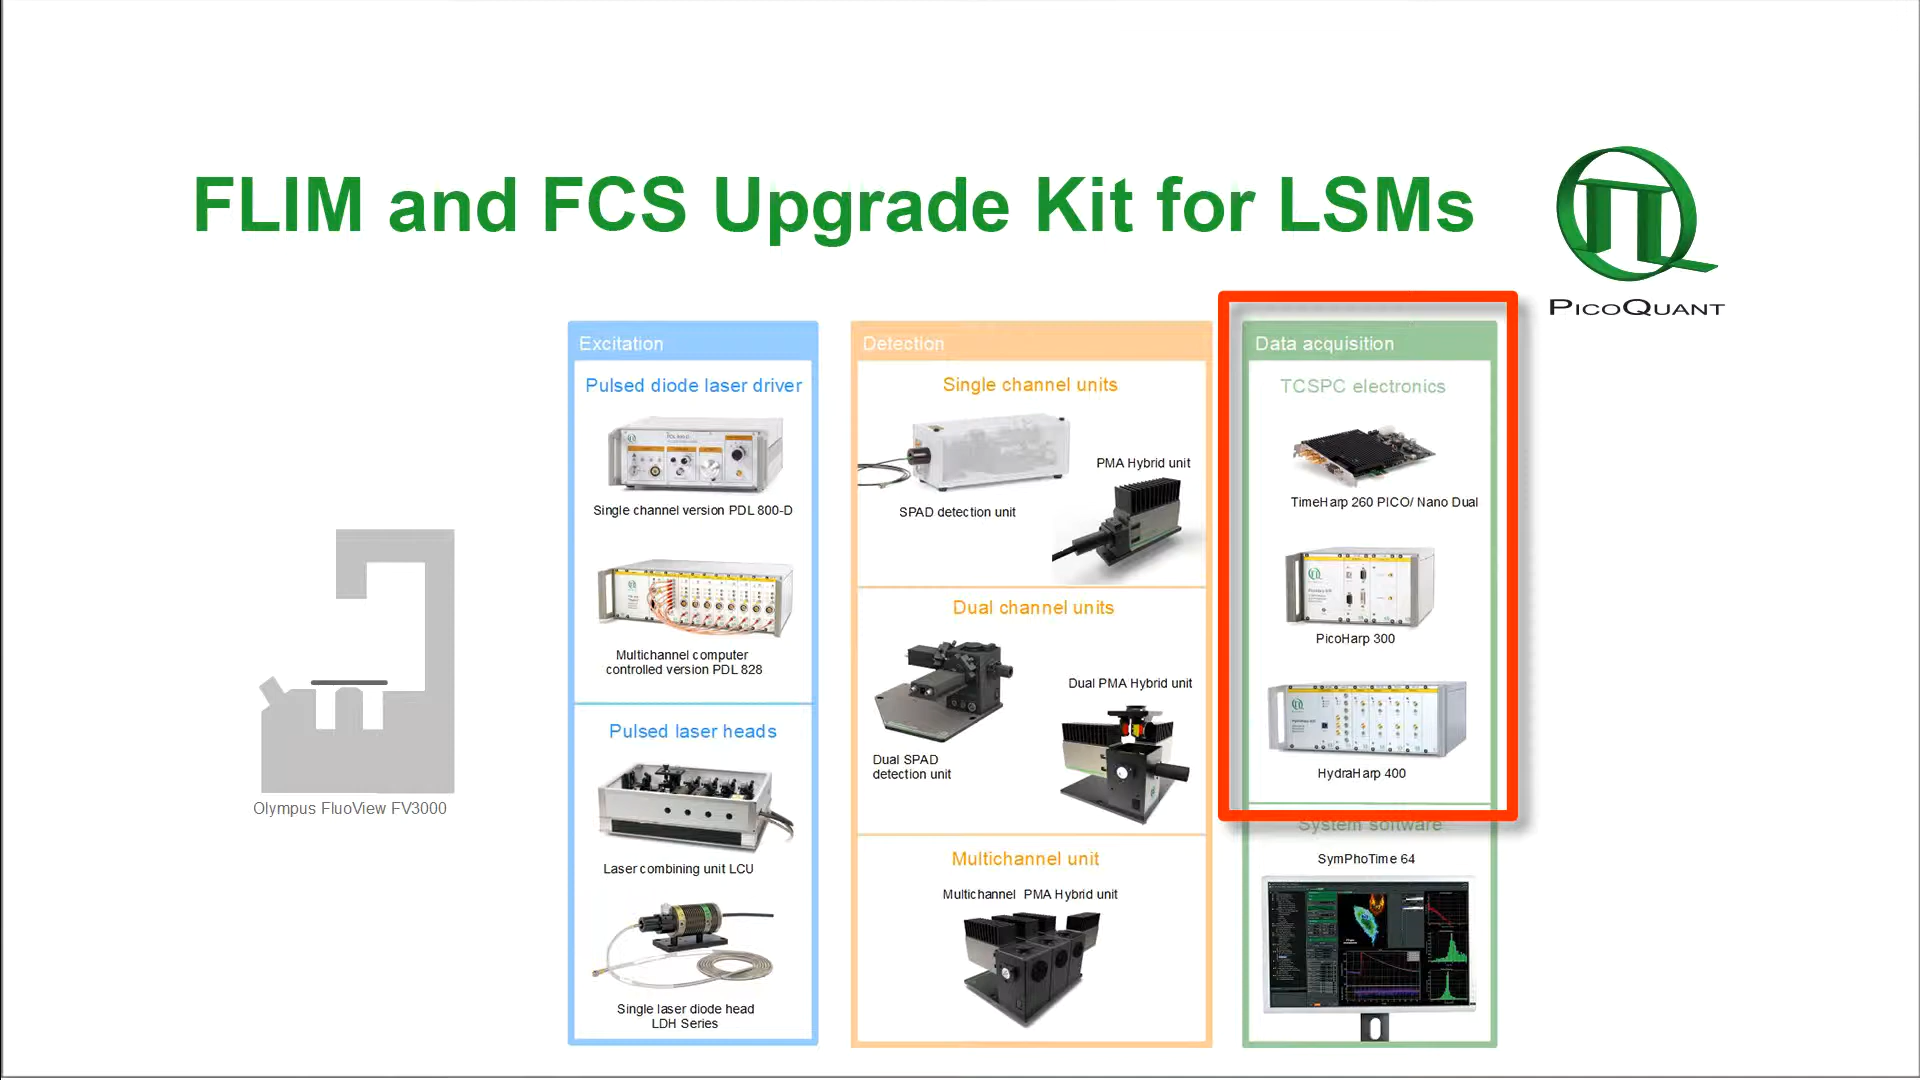 FLIM and FCS Upgrade Kit for LSMs
PICOQUANT
Olympus FluoView FV3000
Excitation
Pulsed diode laser driver
Single channel version PDL 800-D
Multichannel computer
controlled version PDL 828
Pulsed laser heads
Laser combining unit LCU
Single laser diode head
LDH Series
Detection
Single channel units
PMA Hybrid unit
SPAD detection unit
Dual channel units
Dual PMA Hybrid unit
Dual SPAD
detection unit
Multichannel unit
Multichannel PMA Hybrid unit
Data acquisition
TCSPC electronics
TimeHarp 260 PICO/ Nano Dual
PicoHarp 300
HydraHarp 400
System software
SymPhoTime 64